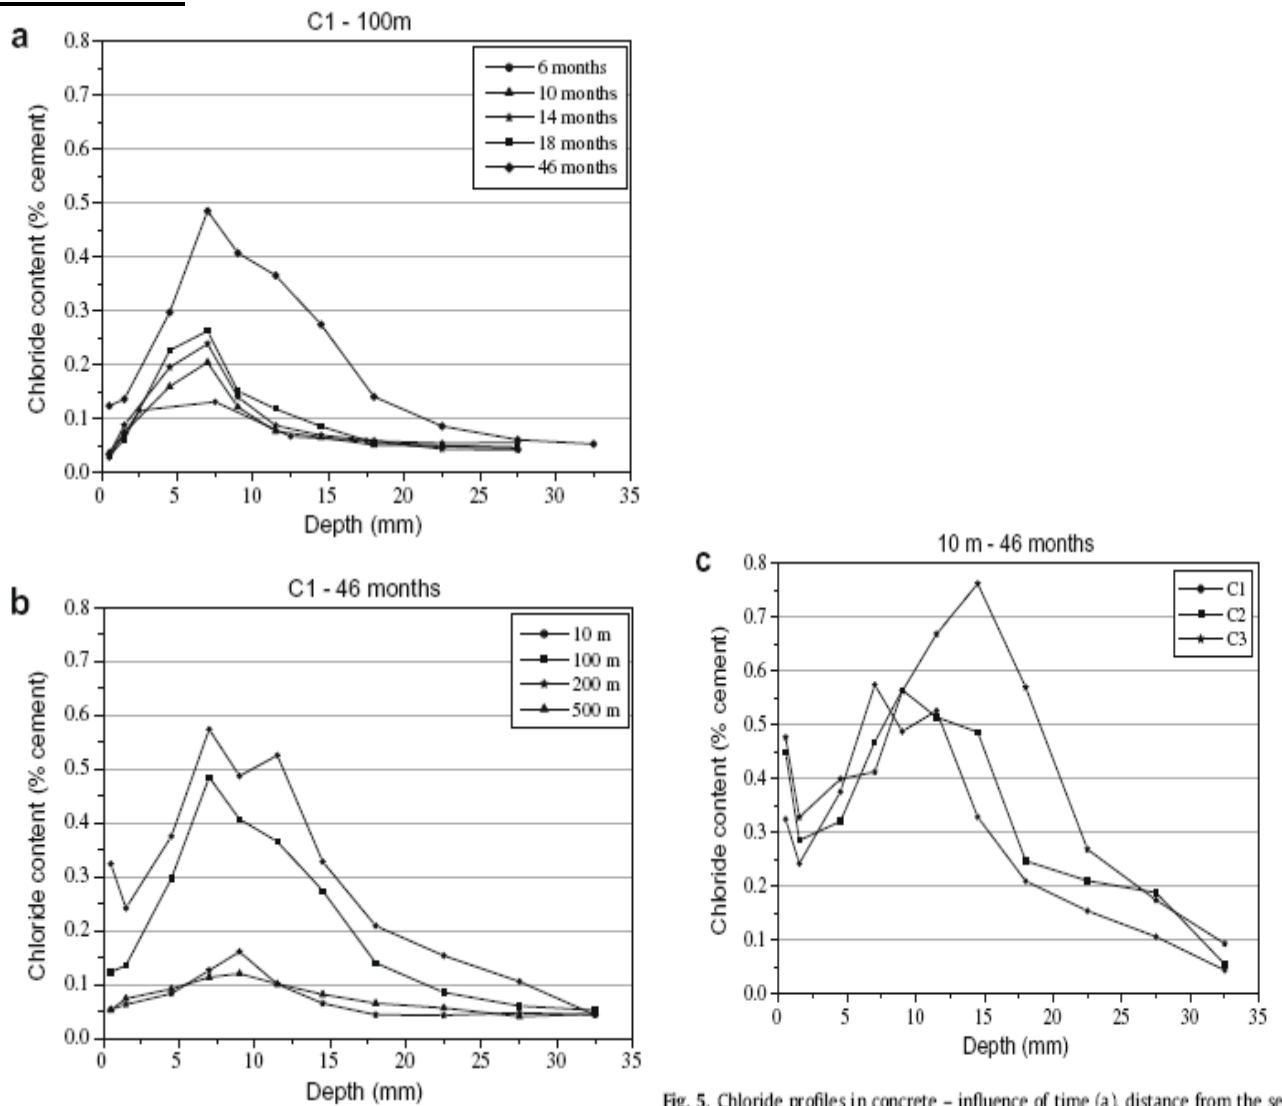 a
C1 - 100m
0.8
0.7
0.6
0.5
0.4
0.3
0.2
0.1
0.0
Chloride content (% cement)
6 months
10 months
14 months
18 months
46 months
0 5 10 15 20 25 30 35
Depth (mm)
b
C1 - 46 months
0.8
0.7
0.6
0.5
0.4
0.3
0.2
0.1
0.0
Chloride content (% cement)
10 m
100 m
200 m
500 m
0 5 10 15 20 25 30 35
Depth (mm)
c
10 m - 46 months
0.8
0.7
0.6
0.5
0.4
0.3
0.2
0.1
0.0
Chloride content (% cement)
C1
C2
C3
0 5 10 15 20 25 30 35
Depth (mm)
Fig. 5. Chloride profiles in concrete – influence of time (a), distance from the se